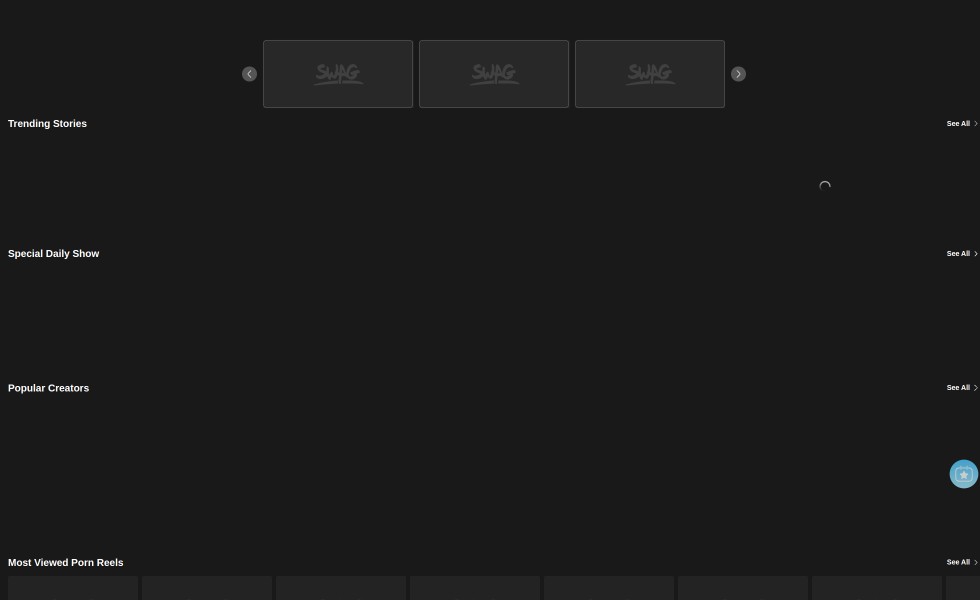 SWAG
SWAG
SWAG
Trending Stories
See All
Special Daily Show
See All
Popular Creators
See All
Most Viewed Porn Reels
See All